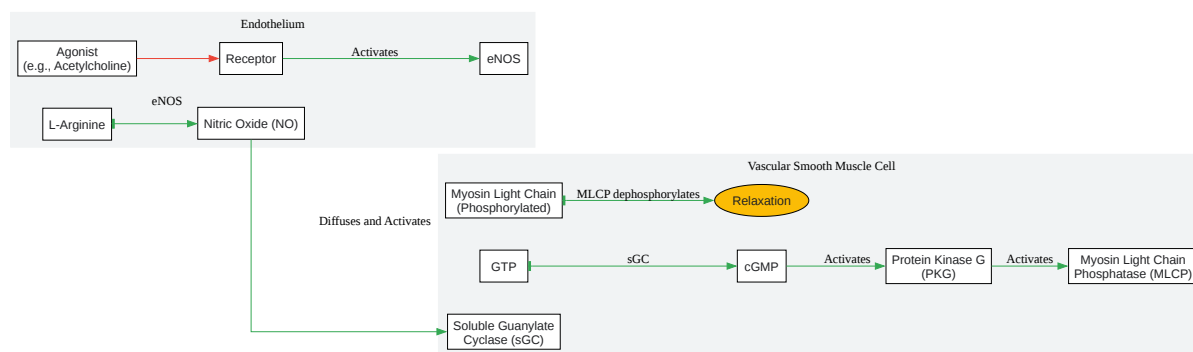 Endothelium
Agonist
(e.g., Acetylcholine)
Receptor
Activates
eNOS
eNOS
L-Arginine
Nitric Oxide (NO)
Vascular Smooth Muscle Cell
Myosin Light Chain
(Phosphorylated)
MLCP dephosphorylates
Relaxation
Diffuses and Activates
GTP
sGC
cGMP
Activates
Protein Kinase G
(PKG)
Activates
Myosin Light Chain
Phosphatase (MLCP)
Soluble Guanylate
Cyclase (sGC)